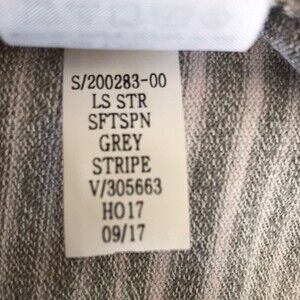 S/200283-00
LS STR
SFTSPN
GREY
STRIPE
V/305663
HO17
09/17